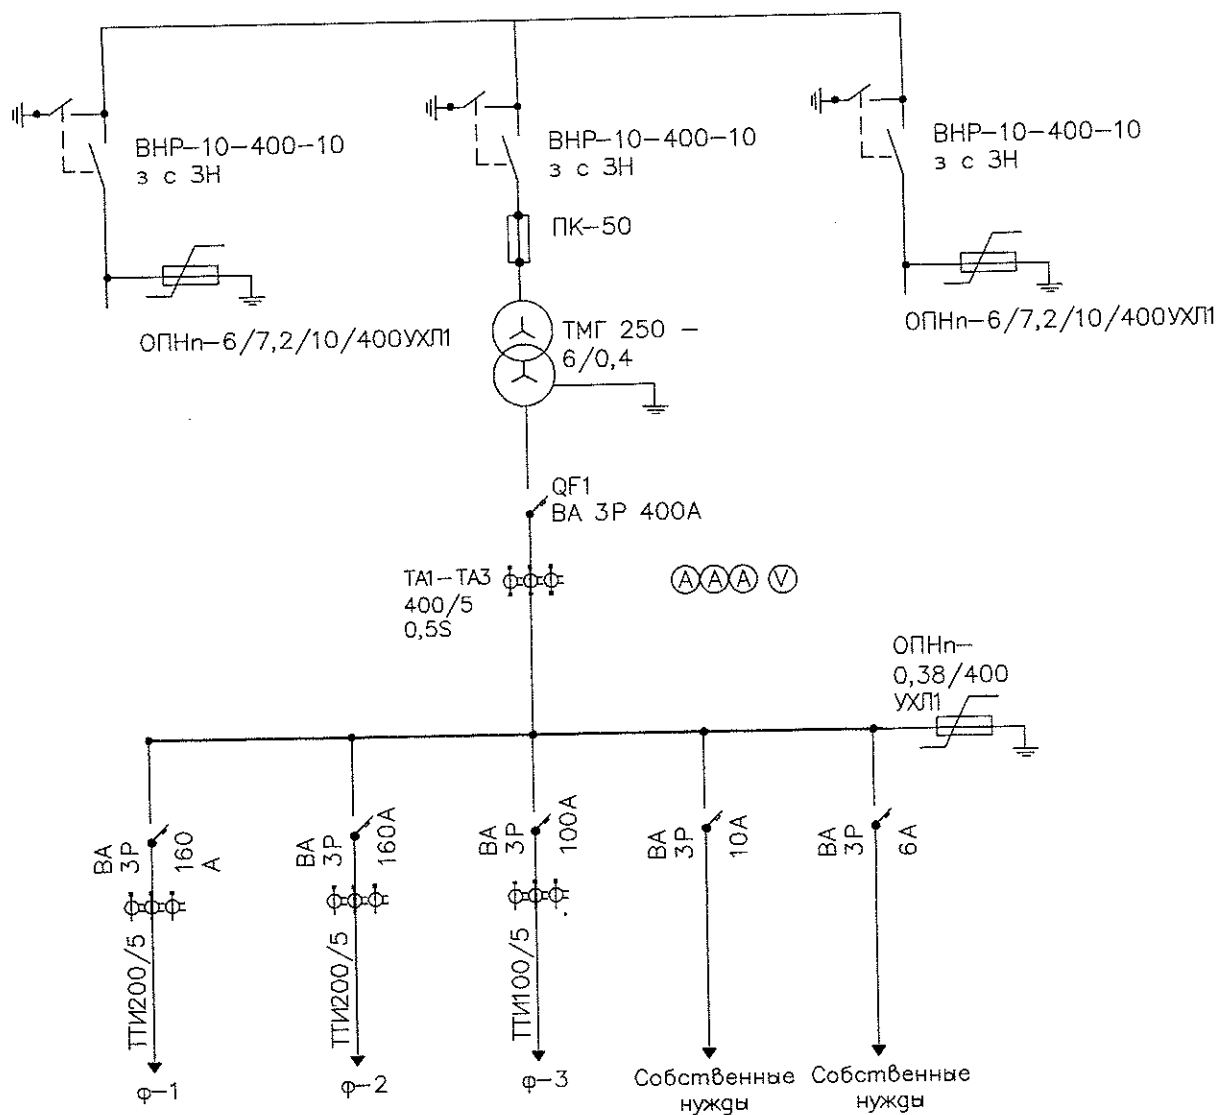 ВНР-10-400-10
з с ЗН
ВНР-10-400-10
з с ЗН
ВНР-10-400-10
з с ЗН
ПК-50
ОПНп-6/7,2/10/400УХЛ1
ТМГ 250 -
6/0,4
ОПНп-6/7,2/10/400УХЛ1
QF1
ВА 3Р 400А
ТА1-ТА3
400/5
0,5S
А А А V
ОПНп-
0,38/400
УХЛ1
ВА
3Р
160
А
ВА
3Р
160А
ВА
3Р
100А
ВА
3Р
10А
ВА
3Р
6А
ТТИ200/5
ТТИ200/5
ТТИ100/5
ф-1
ф-2
ф-3
Собственные
нужды
Собственные
нужды